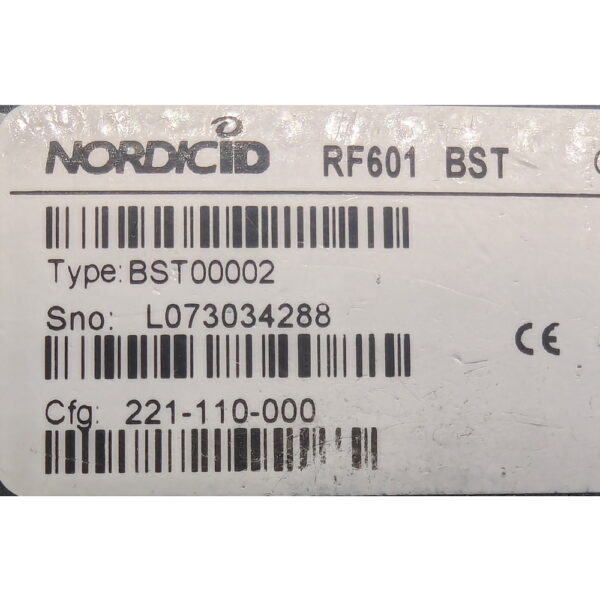 NORDICID RF601 BST
Type: BST00002
Sno: L073034288
Cfg: 221-110-000
CE